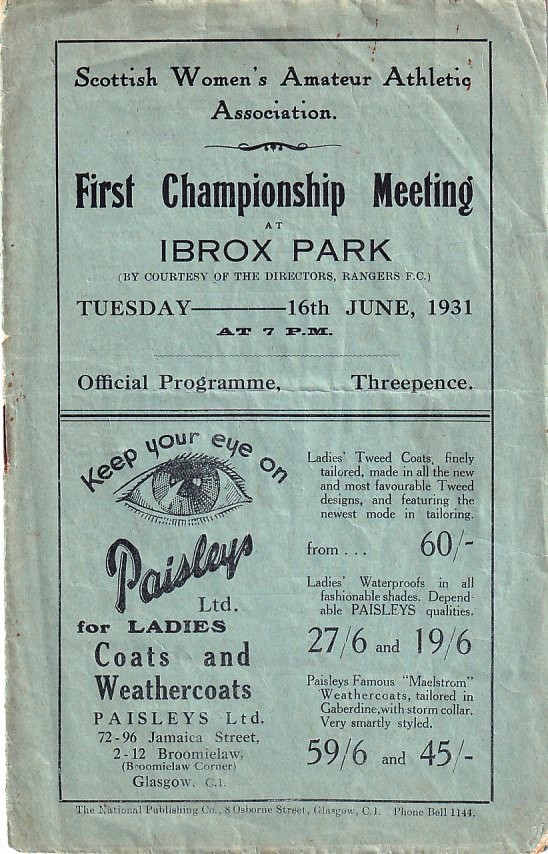 Scottish Women's Amateur Athletic
Association.
First Championship Meeting
AT
IBROX PARK
(BY COURTESY OF THE DIRECTORS, RANGERS F.C.)
TUESDAY——16th JUNE, 1931
AT 7 P.M.
Official Programme, Threepence.
Keep your eye on
Paisleys
Ltd.
for LADIES
Coats and
Weathercoats
PAISLEYS Ltd.
72-96 Jamaica Street,
2-12 Broomielaw,
(Broomielaw Corner)
Glasgow, C.1.
Ladies' Tweed Coats, finely
tailored, made in all the new
and most favourable Tweed
designs, and featuring the
newest mode in tailoring.
from . . . 60/-
Ladies' Waterproofs in all
fashionable shades. Depend-
able PAISLEYS qualities.
27/6 and 19/6
Paisleys Famous "Maelstrom"
Weathercoats, tailored in
Gaberdine, with storm collar.
Very smartly styled.
59/6 and 45/-
The National Publishing Co., 8 Osborne Street, Glasgow, C.1. Phone Bell 1144.